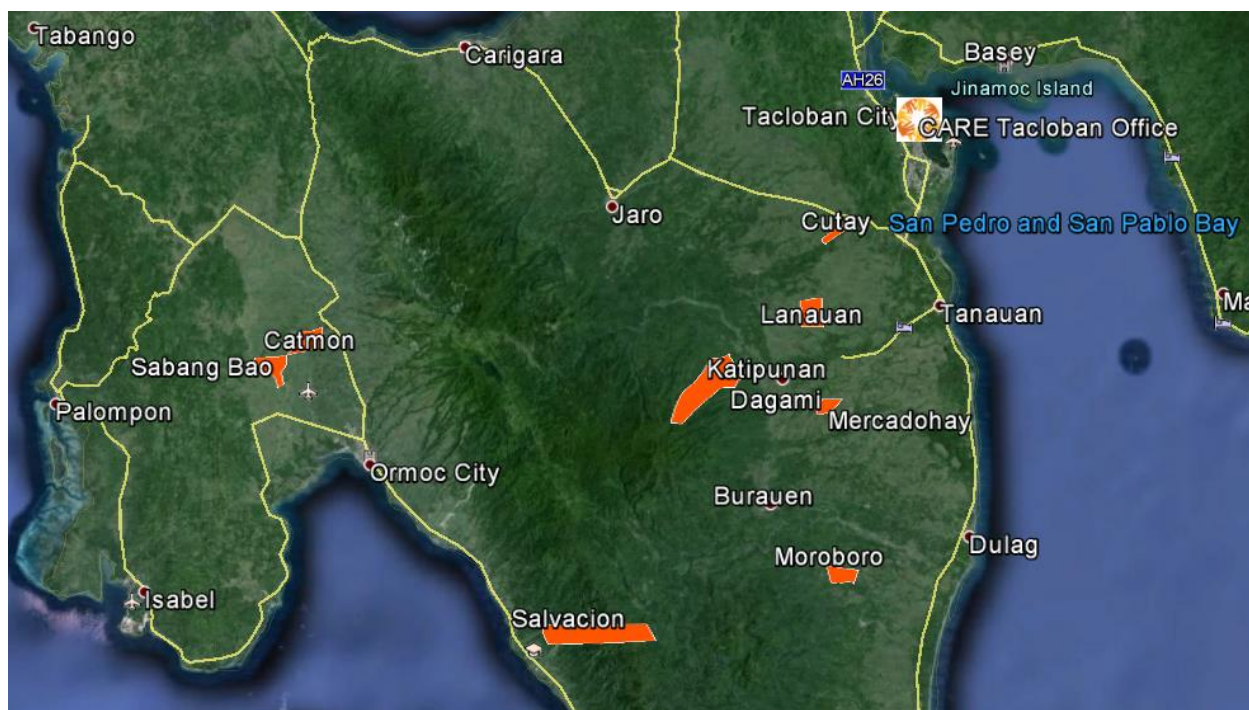 Tabango
Carigara
Basey
AH26
Jinamoc Island
Tacloban City
CARE Tacloban Office
Jaro
Cutay
San Pedro and San Pablo Bay
Lanauan
Tanauan
Ma
Catmon
Sabang Bao
Katipunan
Dagami
Palompon
Mercadohay
Ormoc City
Burauen
Dulag
Moroboro
Isabel
Salvacion